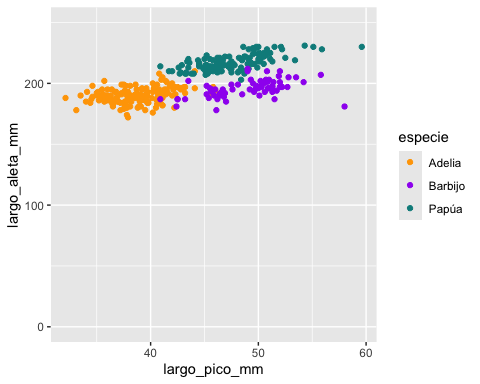 200
100
0
40
50
60
largo_pico_mm
largo_aleta_mm
especie
Adelia
Barbijo
Papúa